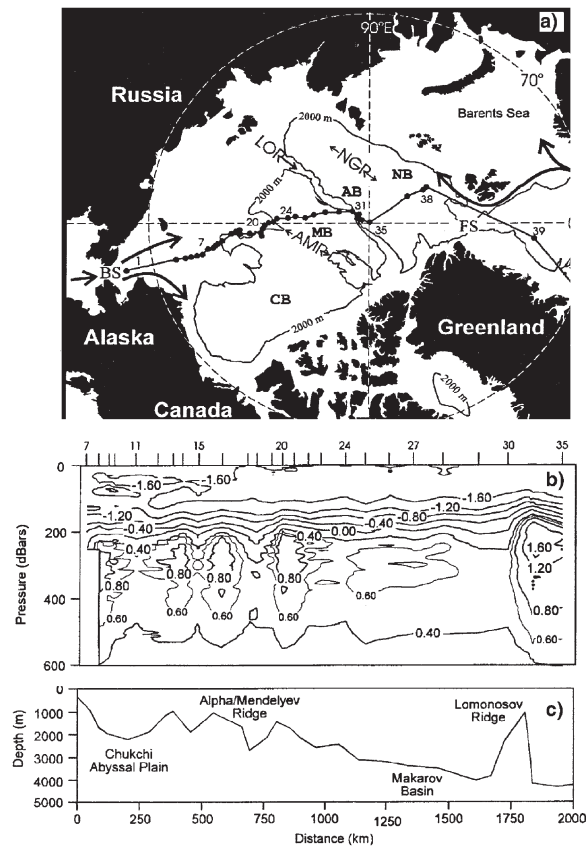 a)
90°E
70°
Russia
Barents Sea
2000 m
LOR
NGR
2000 m
NB
AB
24
31
38
20
MB
35
FS
39
7
AMR
1
BS
CB
2000 m
Alaska
Greenland
2000 m
Canada
7 11 15 20 24 27 30 35
b)
0
-1.60
-1.60
-1.60
-1.20
-1.20
-0.80
-0.40
-0.40
0.00
200
0.40
0.40
1.60
1.20
0.80
0.80
0.80
0.80
0.80
0.60
0.60
0.60
0.60
0.60
400
0.40
600
Pressure (dBars)
c)
0
Alpha/Mendelyev
Ridge
Lomonosov
Ridge
1000
2000
Chukchi
Abyssal Plain
3000
Makarov
Basin
4000
5000
Depth (m)
0 250 500 750 1000 1250 1500 1750 2000
Distance (km)